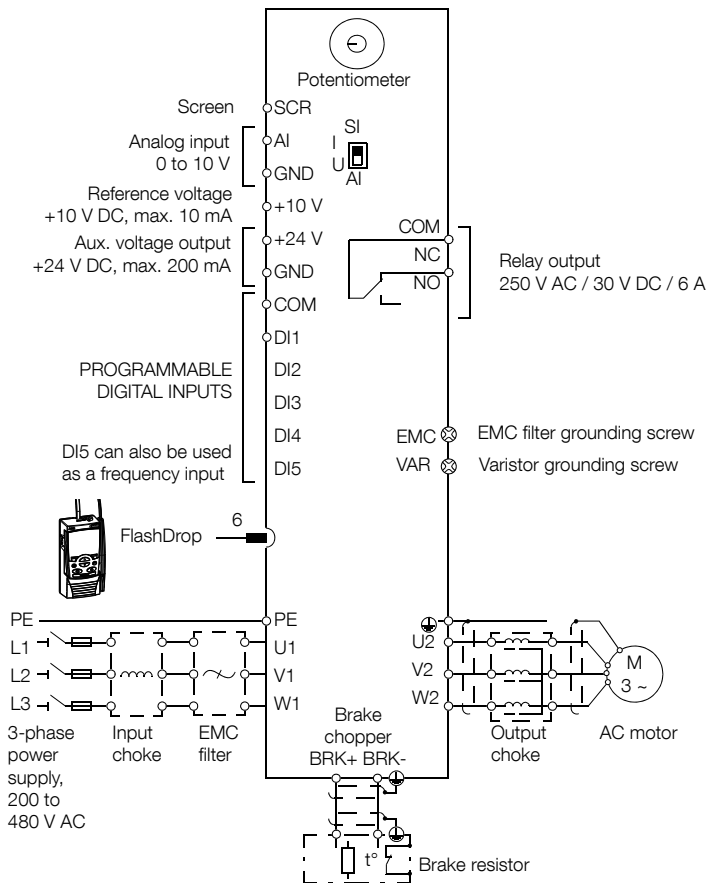 Potentiometer
Screen
SCR
SI
Analog input
0 to 10 V
AI
I
U
AI
GND
Reference voltage
+10 V DC, max. 10 mA
+10 V
Aux. voltage output
+24 V DC, max. 200 mA
+24 V
GND
COM
NC
NO
Relay output
250 V AC / 30 V DC / 6 A
COM
DI1
PROGRAMMABLE
DIGITAL INPUTS
DI2
DI3
DI4
DI5 can also be used
as a frequency input
DI5
EMC
EMC filter grounding screw
VAR
Varistor grounding screw
FlashDrop
6
PE
PE
L1
U1
U2
L2
V1
V2
L3
W1
W2
M
3 ~
3-phase
power
supply,
200 to
480 V AC
Input
choke
EMC
filter
Brake
chopper
BRK+ BRK-
Output
choke
AC motor
t°
Brake resistor